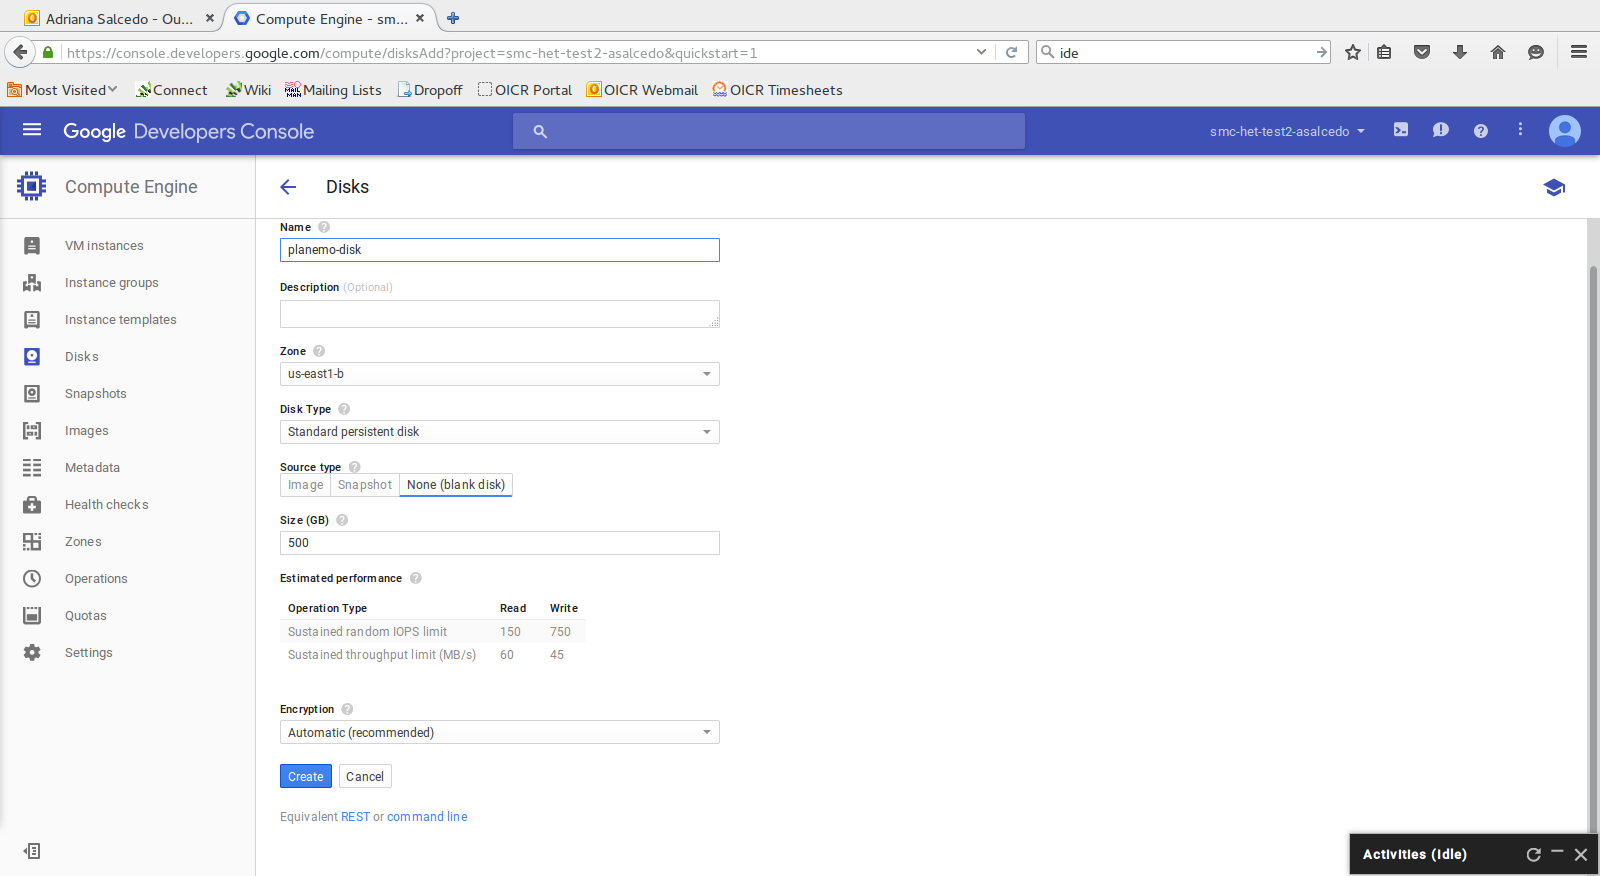 Adriana Salcedo - Ou...
Compute Engine - sm...
https://console.developers.google.com/compute/disksAdd?project=smc-het-test2-asalcedo&quickstart=1
ide
Most Visited
Connect
Wiki
Mailing Lists
Dropoff
OICR Portal
OICR Webmail
OICR Timesheets
Google Developers Console
smc-het-test2-asalcedo
Compute Engine
Disks
VM instances
Instance groups
Instance templates
Disks
Snapshots
Images
Metadata
Health checks
Zones
Operations
Quotas
Settings
Name
planemo-disk
Description (Optional)
Zone
us-east1-b
Disk Type
Standard persistent disk
Source type
Image Snapshot None (blank disk)
Size (GB)
500
Estimated performance
Operation Type Read Write
Sustained random IOPS limit 150 750
Sustained throughput limit (MB/s) 60 45
Encryption
Automatic (recommended)
Create Cancel
Equivalent REST or command line
Activities (Idle)